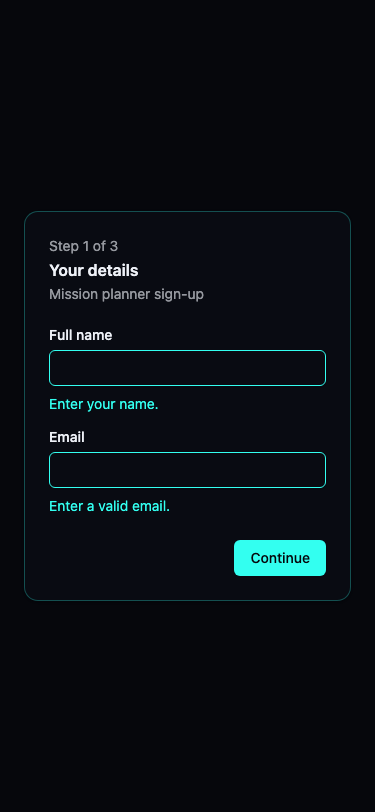 Step 1 of 3
Your details
Mission planner sign-up
Full name
Enter your name.
Email
Enter a valid email.
Continue